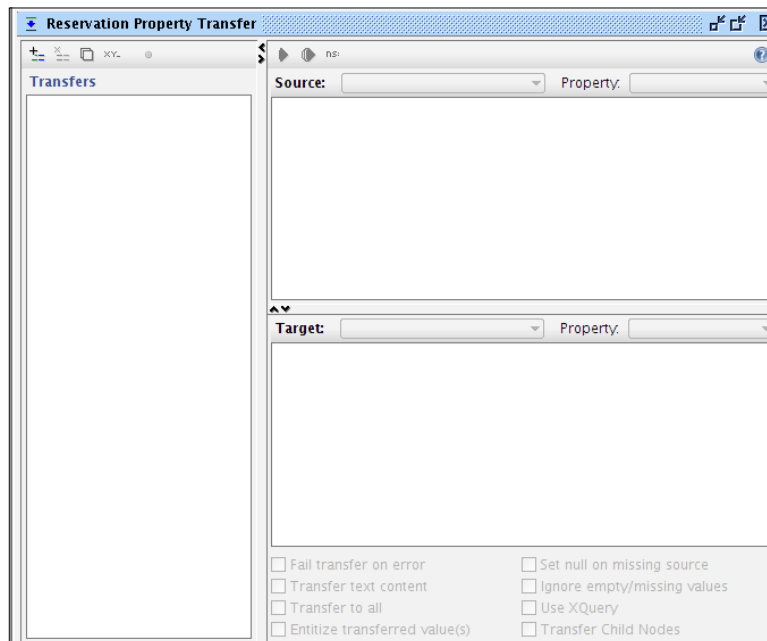 Reservation Property Transfer
XY- ns:
Transfers
Source: Property:
Target: Property:
Fail transfer on error Set null on missing source
Transfer text content Ignore empty/missing values
Transfer to all Use XQuery
Entitize transferred value(s) Transfer Child Nodes